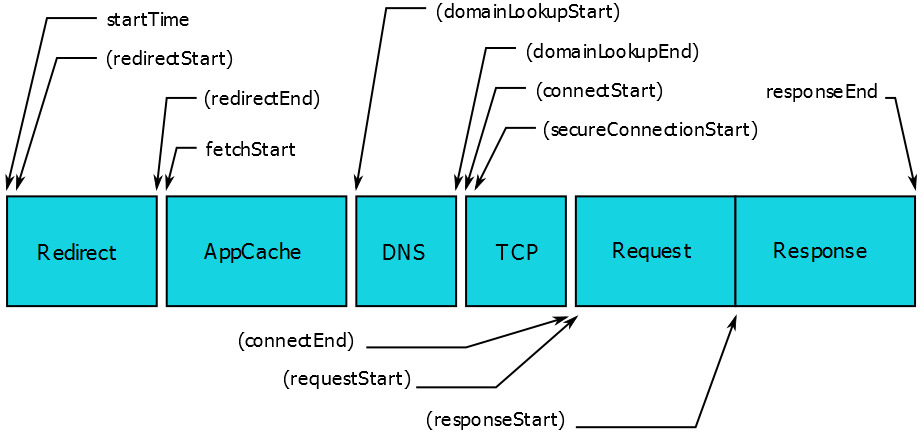 startTime
(redirectStart)
(redirectEnd)
fetchStart
(domainLookupStart)
(domainLookupEnd)
(connectStart)
(secureConnectionStart)
responseEnd
Redirect
AppCache
DNS
TCP
Request
Response
(connectEnd)
(requestStart)
(responseStart)